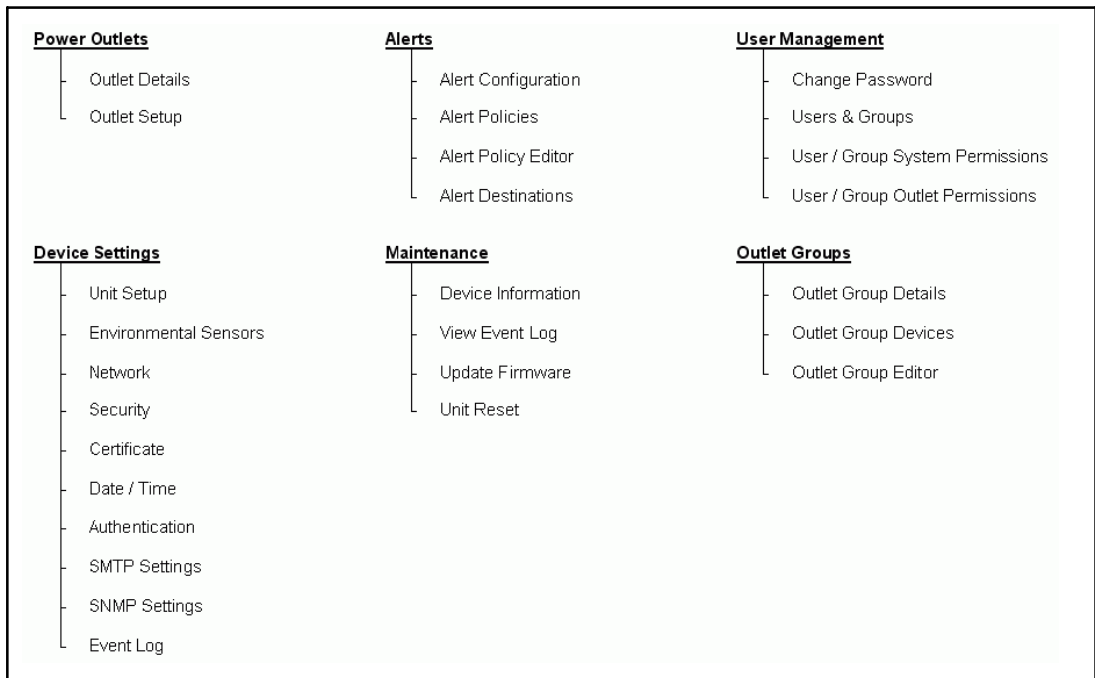 Power Outlets
Outlet Details
Outlet Setup
Alerts
Alert Configuration
Alert Policies
Alert Policy Editor
Alert Destinations
User Management
Change Password
Users & Groups
User / Group System Permissions
User / Group Outlet Permissions
Device Settings
Unit Setup
Environmental Sensors
Network
Security
Certificate
Date / Time
Authentication
SMTP Settings
SNMP Settings
Event Log
Maintenance
Device Information
View Event Log
Update Firmware
Unit Reset
Outlet Groups
Outlet Group Details
Outlet Group Devices
Outlet Group Editor